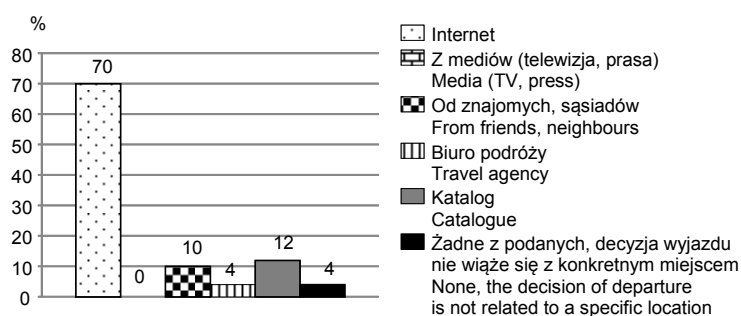 %
80
70
60
50
40
30
20
10
0
70
0
10
4
12
4
Internet
Z mediów (telewizja, prasa)
Media (TV, press)
Od znajomych, sąsiadów
From friends, neighbours
Biuro podróży
Travel agency
Katalog
Catalogue
Żadne z podanych, decyzja wyjazdu
nie wiąże się z konkretnym miejscem
None, the decision of departure
is not related to a specific location